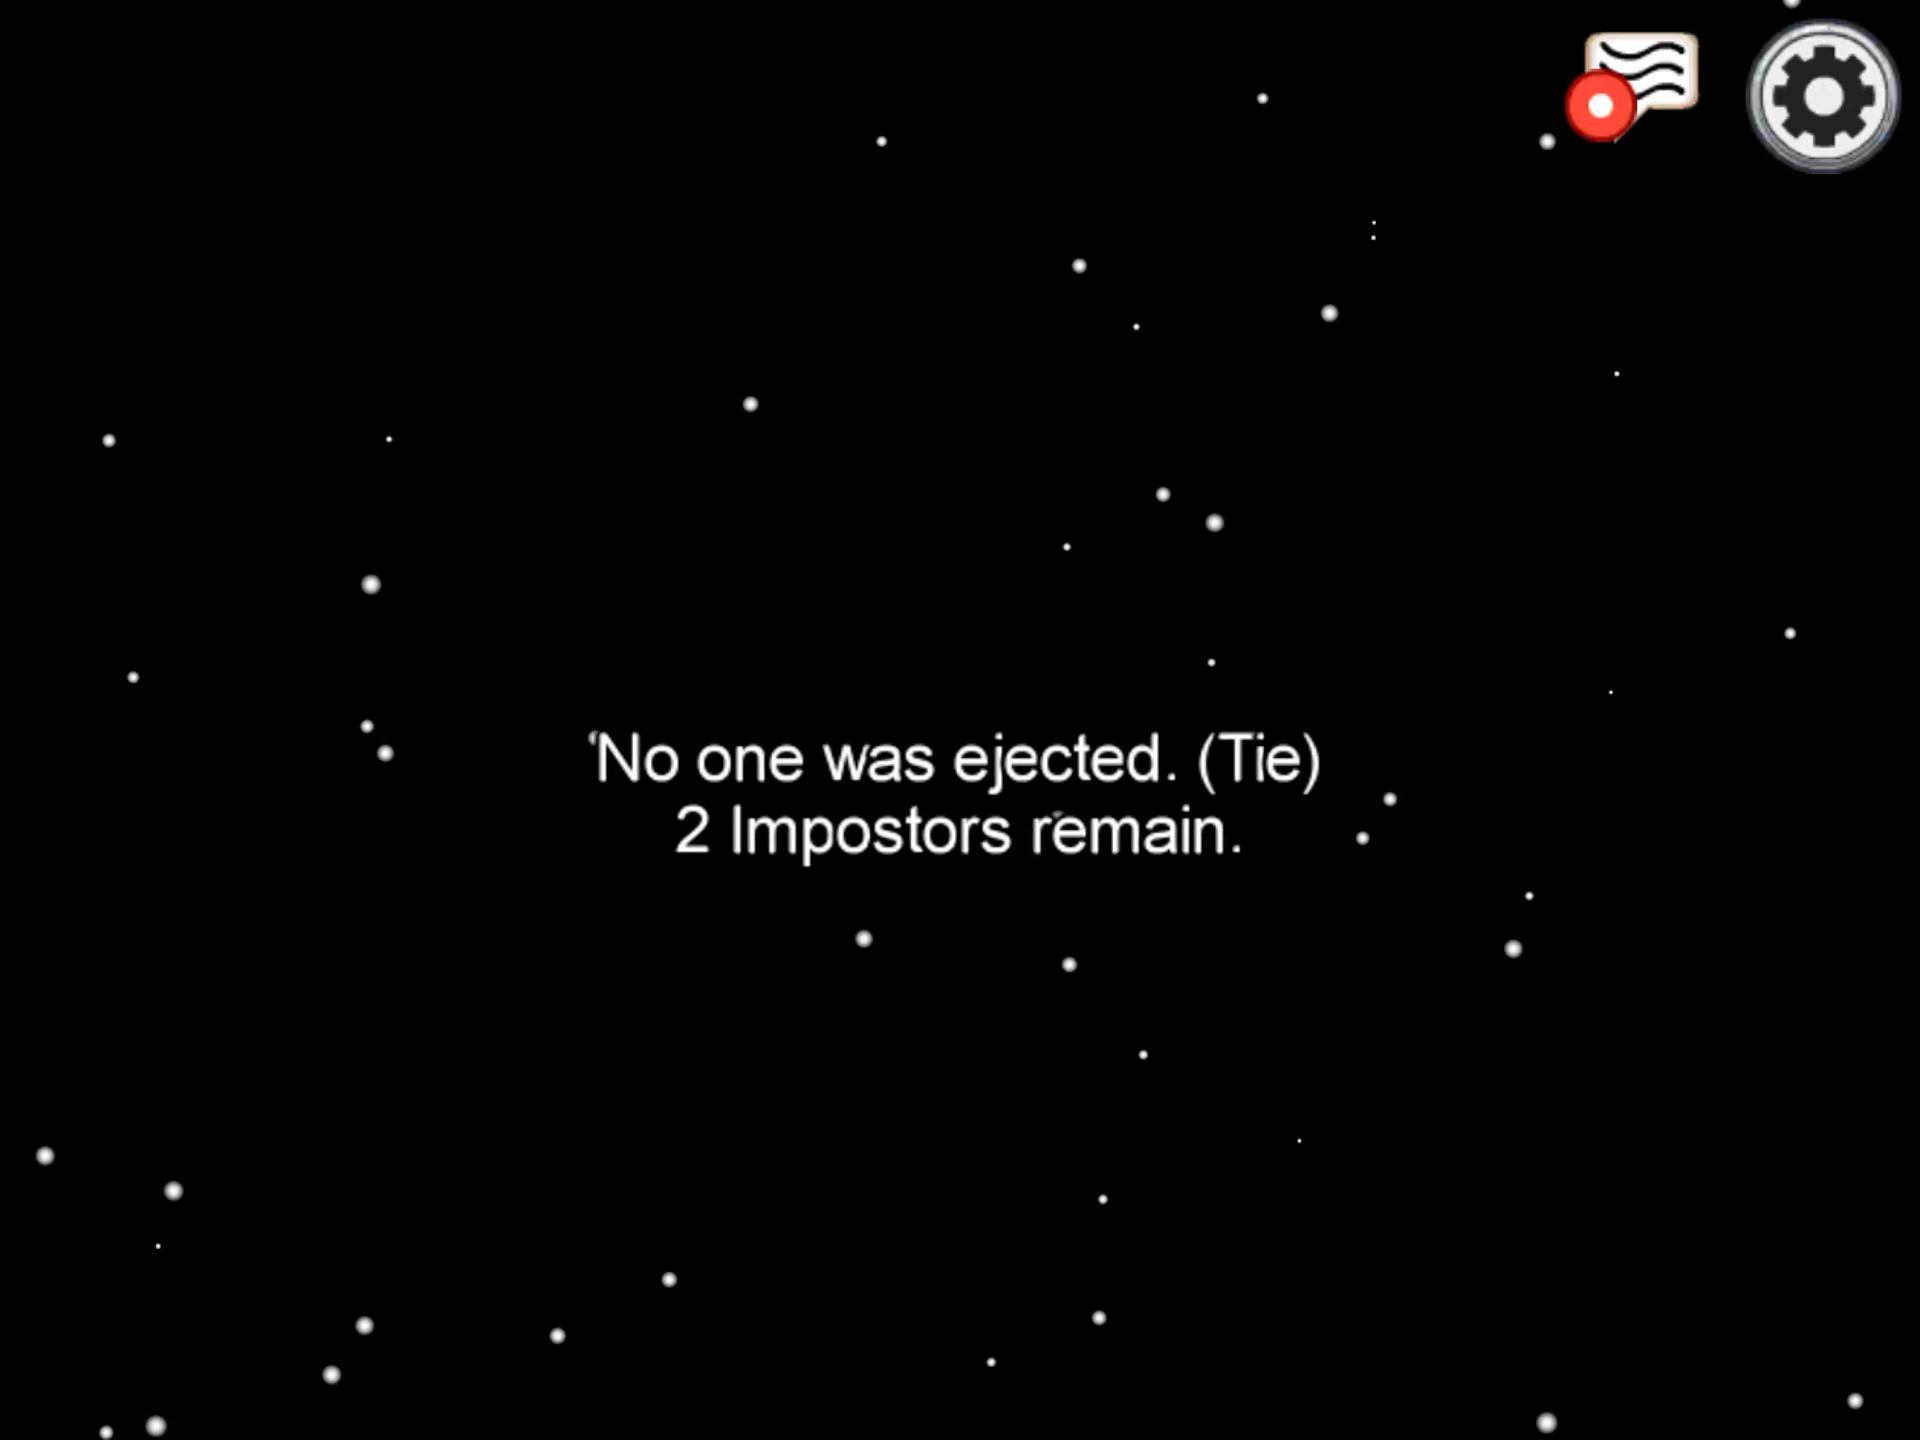 No one was ejected. (Tie)
2 Impostors remain.